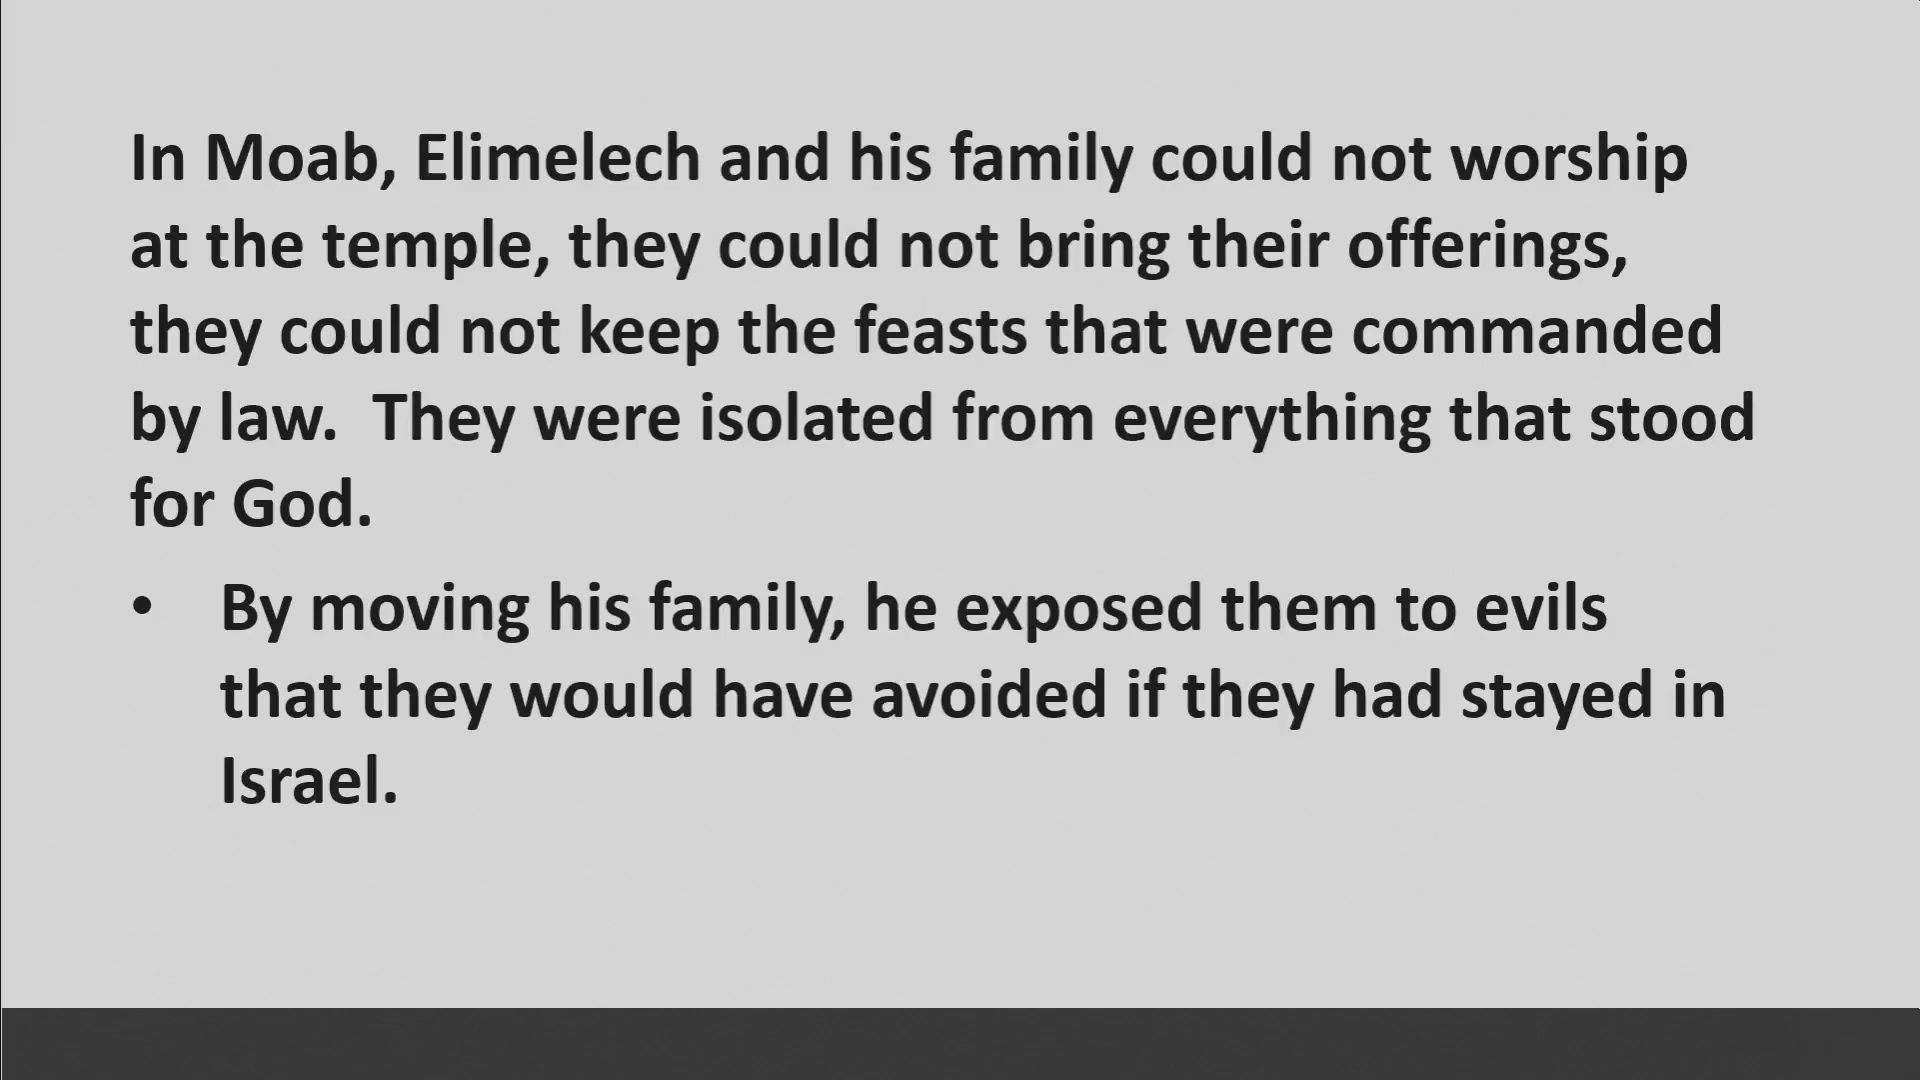 In Moab, Elimelech and his family could not worship
at the temple, they could not bring their offerings,
they could not keep the feasts that were commanded
by law.  They were isolated from everything that stood
for God.
• By moving his family, he exposed them to evils
that they would have avoided if they had stayed in
Israel.